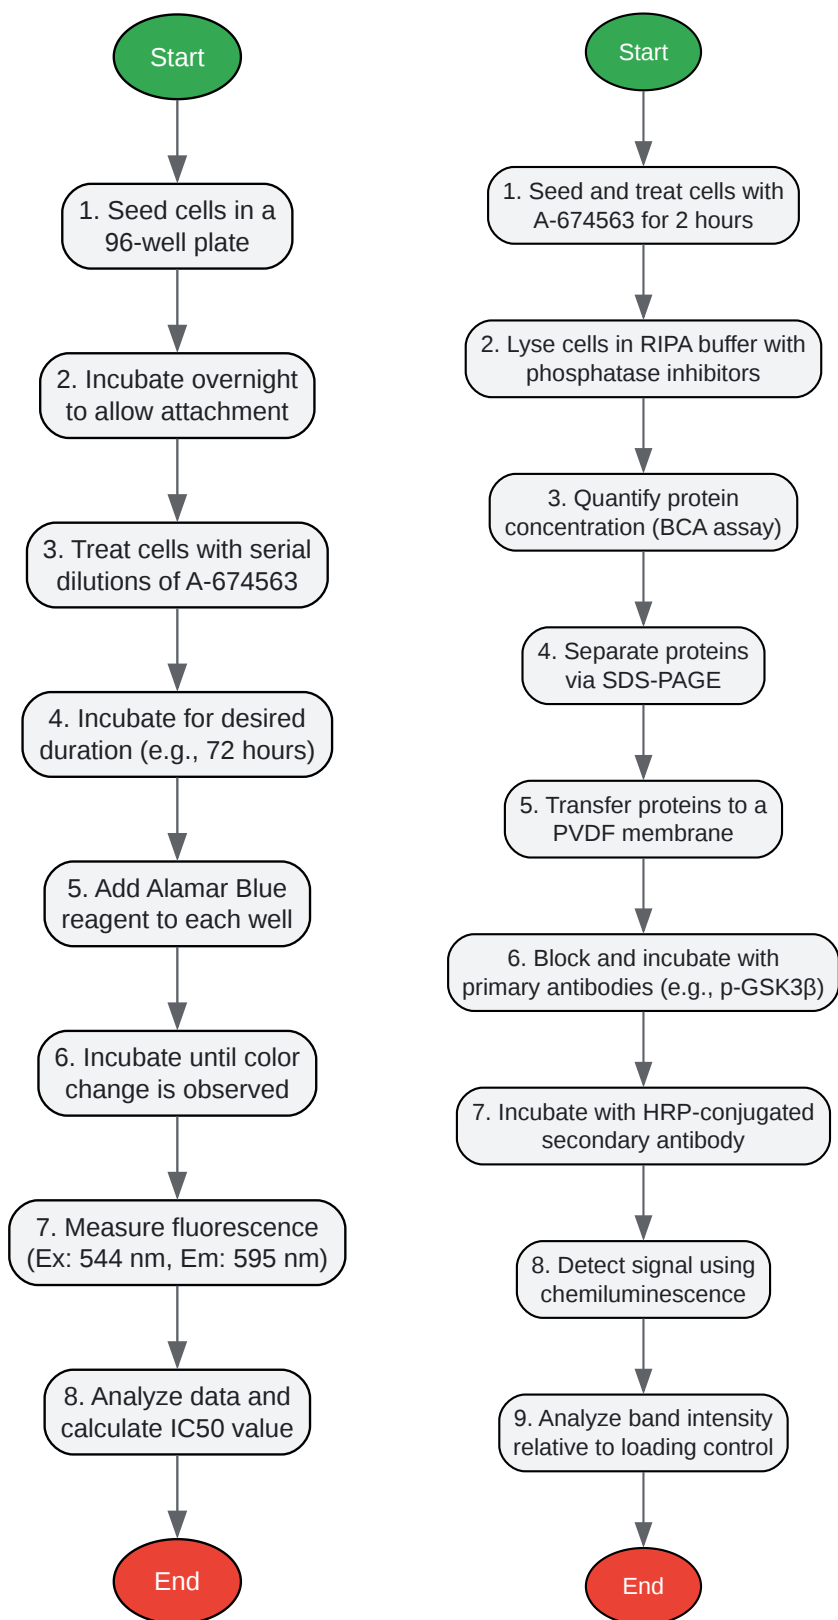 Start
1. Seed cells in a
96-well plate
2. Incubate overnight
to allow attachment
3. Treat cells with serial
dilutions of A-674563
4. Incubate for desired
duration (e.g., 72 hours)
5. Add Alamar Blue
reagent to each well
6. Incubate until color
change is observed
7. Measure fluorescence
(Ex: 544 nm, Em: 595 nm)
8. Analyze data and
calculate IC50 value
End
Start
1. Seed and treat cells with
A-674563 for 2 hours
2. Lyse cells in RIPA buffer with
phosphatase inhibitors
3. Quantify protein
concentration (BCA assay)
4. Separate proteins
via SDS-PAGE
5. Transfer proteins to a
PVDF membrane
6. Block and incubate with
primary antibodies (e.g., p-GSK3β)
7. Incubate with HRP-conjugated
secondary antibody
8. Detect signal using
chemiluminescence
9. Analyze band intensity
relative to loading control
End